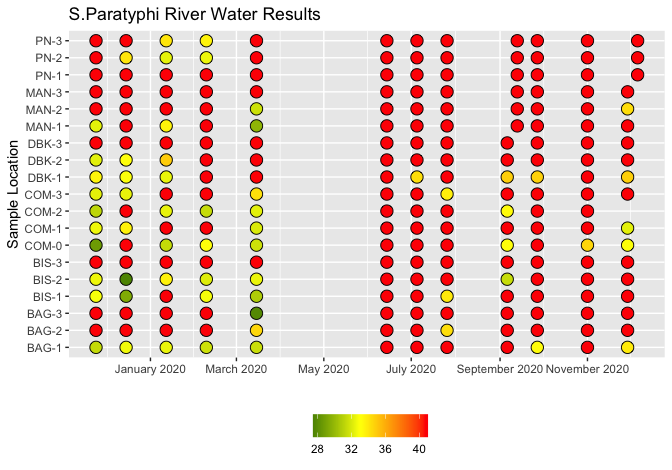 S.Paratyphi River Water Results
Sample Location
PN-3
PN-2
PN-1
MAN-3
MAN-2
MAN-1
DBK-3
DBK-2
DBK-1
COM-3
COM-2
COM-1
COM-0
BIS-3
BIS-2
BIS-1
BAG-3
BAG-2
BAG-1
January 2020 March 2020 May 2020 July 2020 September 2020 November 2020
28 32 36 40